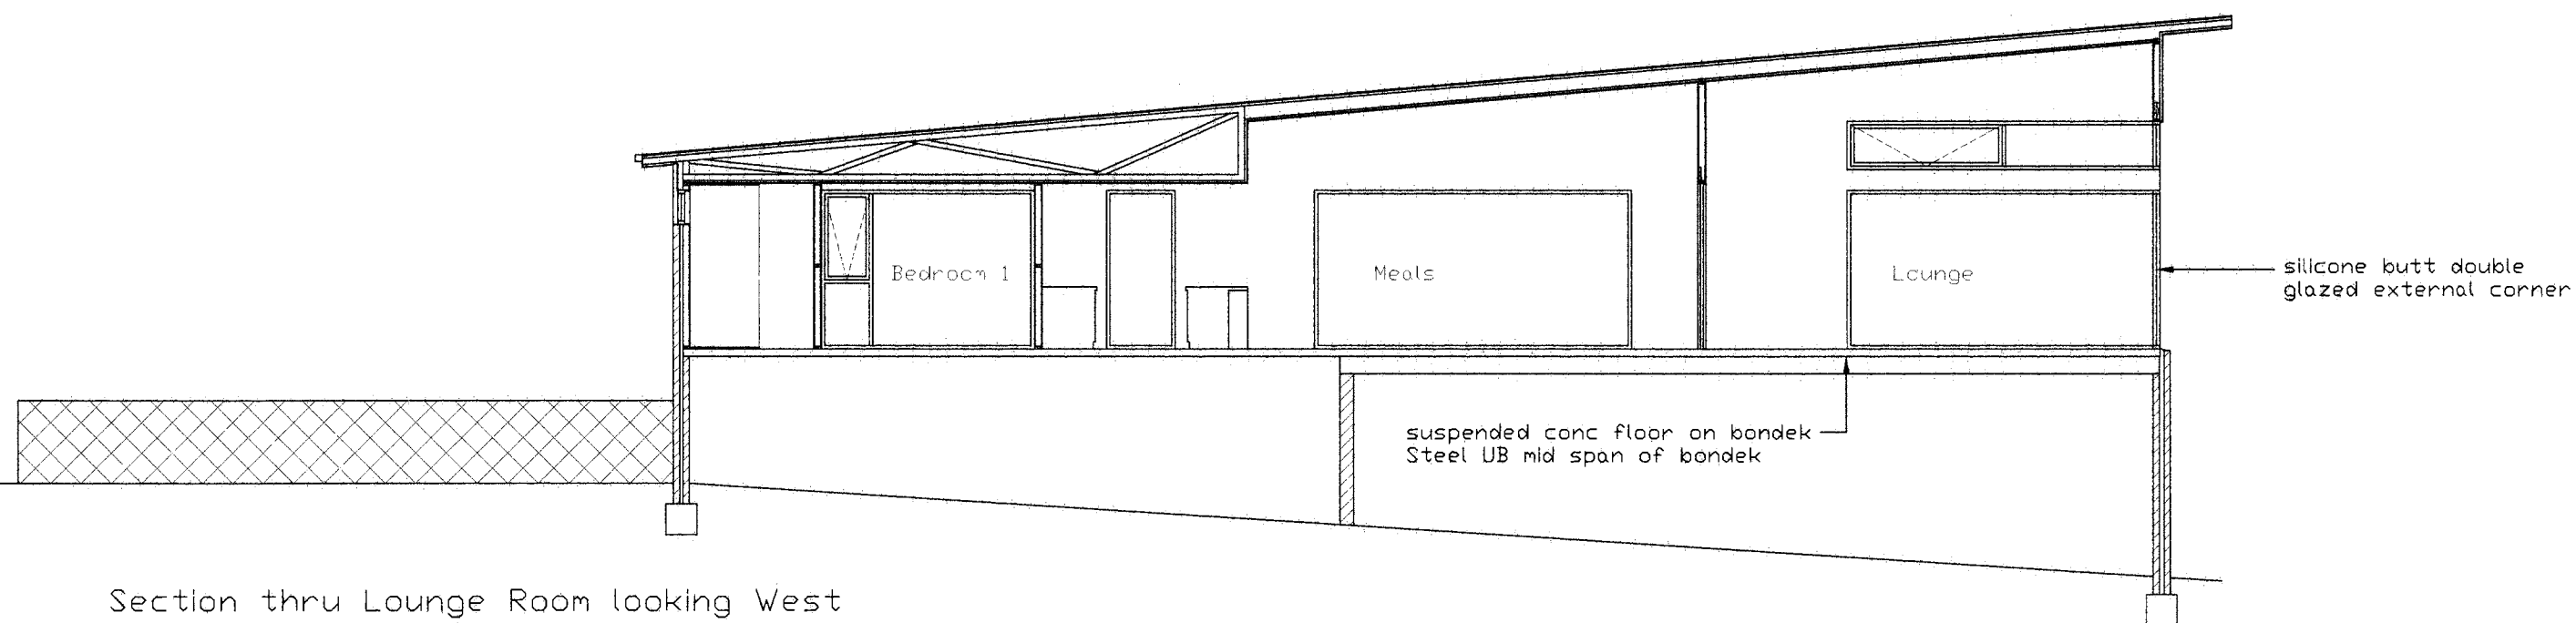 Bedroom 1
Meals
Lounge
silicone butt double
glazed external corner
suspended conc floor on bondek
Steel UB mid span of bondek
Section thru Lounge Room looking West